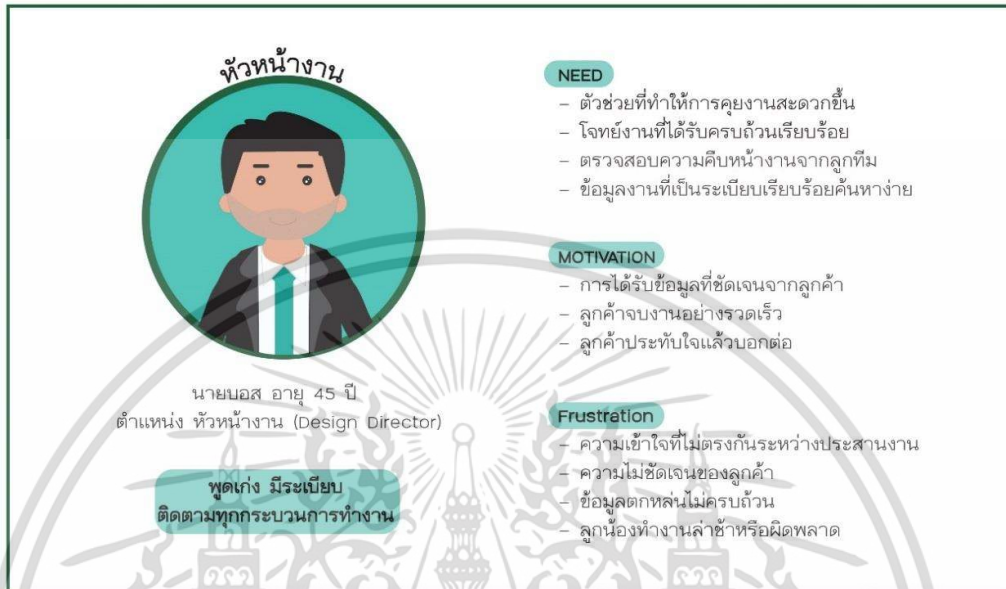 หัวหน้างาน
นายบอส อายุ 45 ปี
ตำแหน่ง หัวหน้างาน (Design Director)
พูดเก่ง มีระเบียบ
ติดตามทุกกระบวนการทำงาน
NEED
– ตัวช่วยที่ทำให้การคุยงานสะดวกขึ้น
– โจทย์งานที่ได้รับครบถ้วนเรียบร้อย
– ตรวจสอบความคืบหน้างานจากลูกทีม
– ข้อมูลงานที่เป็นระเบียบเรียบร้อยค้นหาง่าย
MOTIVATION
– การได้รับข้อมูลที่ชัดเจนจากลูกค้า
– ลูกค้าจบงานอย่างรวดเร็ว
– ลูกค้าประทับใจแล้วบอกต่อ
Frustration
– ความเข้าใจที่ไม่ตรงกันระหว่างประสานงาน
– ความไม่ชัดเจนของลูกค้า
– ข้อมูลตกหล่นไม่ครบถ้วน
– ลูกน้องทำงานล่าช้าหรือผิดพลาด